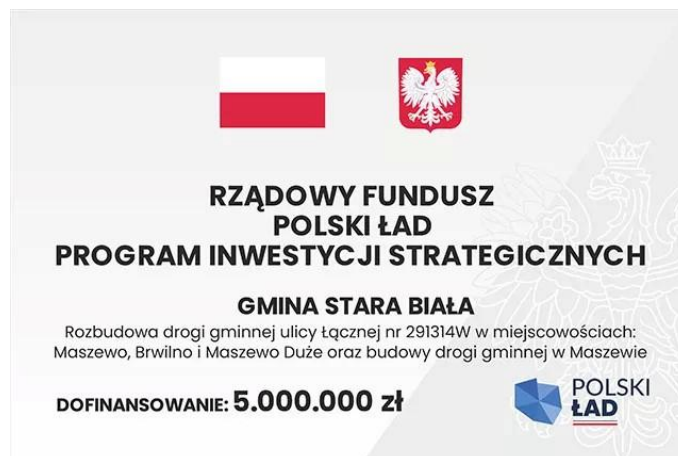 RZĄDOWY FUNDUSZ
POLSKI ŁAD
PROGRAM INWESTYCJI STRATEGICZNYCH
GMINA STARA BIAŁA
Rozbudowa drogi gminnej ulicy Łącznej nr 291314W w miejscowościach:
Maszewo, Brwilno i Maszewo Duże oraz budowy drogi gminnej w Maszewie
DOFINANSOWANIE: 5.000.000 zł
POLSKI
ŁAD